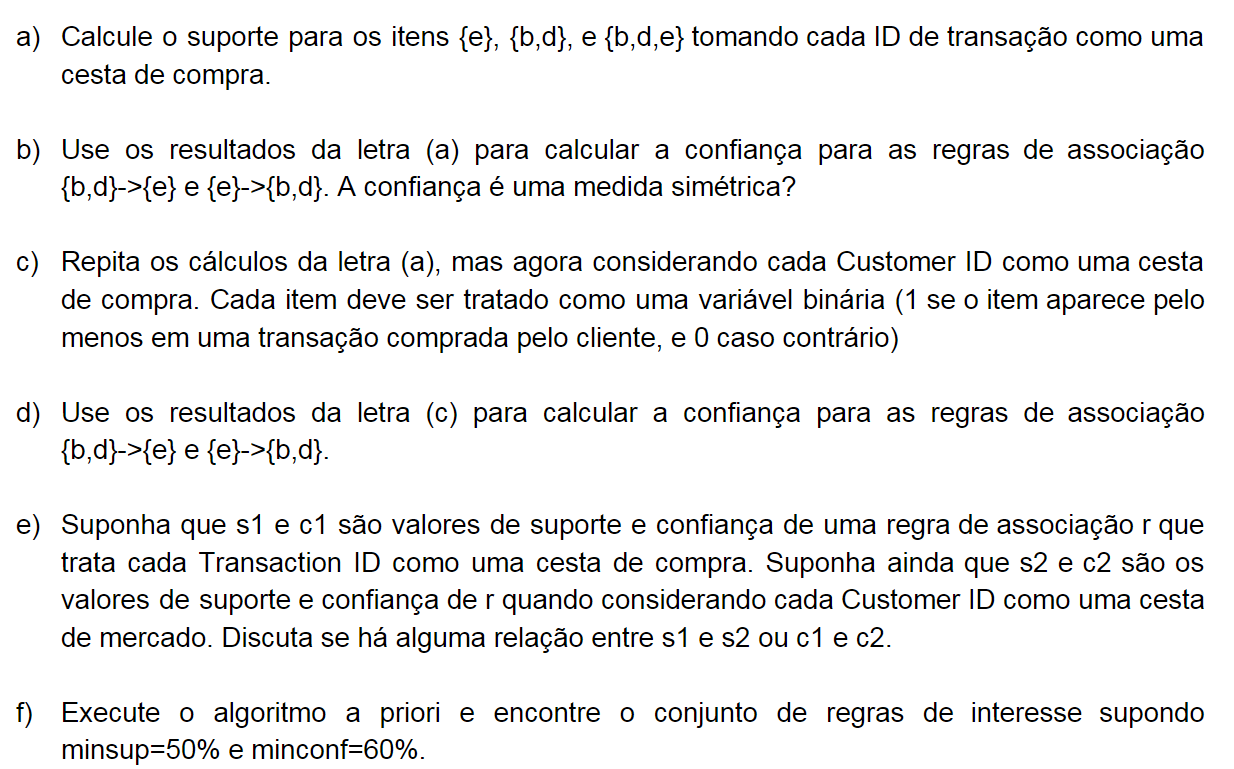 a) Calcule o suporte para os itens {e}, {b,d}, e {b,d,e} tomando cada ID de transação como uma
cesta de compra.
b) Use os resultados da letra (a) para calcular a confiança para as regras de associação
{b,d}->{e} e {e}->{b,d}. A confiança é uma medida simétrica?
c) Repita os cálculos da letra (a), mas agora considerando cada Customer ID como uma cesta
de compra. Cada item deve ser tratado como uma variável binária (1 se o item aparece pelo
menos em uma transação comprada pelo cliente, e 0 caso contrário)
d) Use os resultados da letra (c) para calcular a confiança para as regras de associação
{b,d}->{e} e {e}->{b,d}.
e) Suponha que s1 e c1 são valores de suporte e confiança de uma regra de associação r que
trata cada Transaction ID como uma cesta de compra. Suponha ainda que s2 e c2 são os
valores de suporte e confiança de r quando considerando cada Customer ID como uma cesta
de mercado. Discuta se há alguma relação entre s1 e s2 ou c1 e c2.
f) Execute o algoritmo a priori e encontre o conjunto de regras de interesse supondo
minsup=50% e minconf=60%.